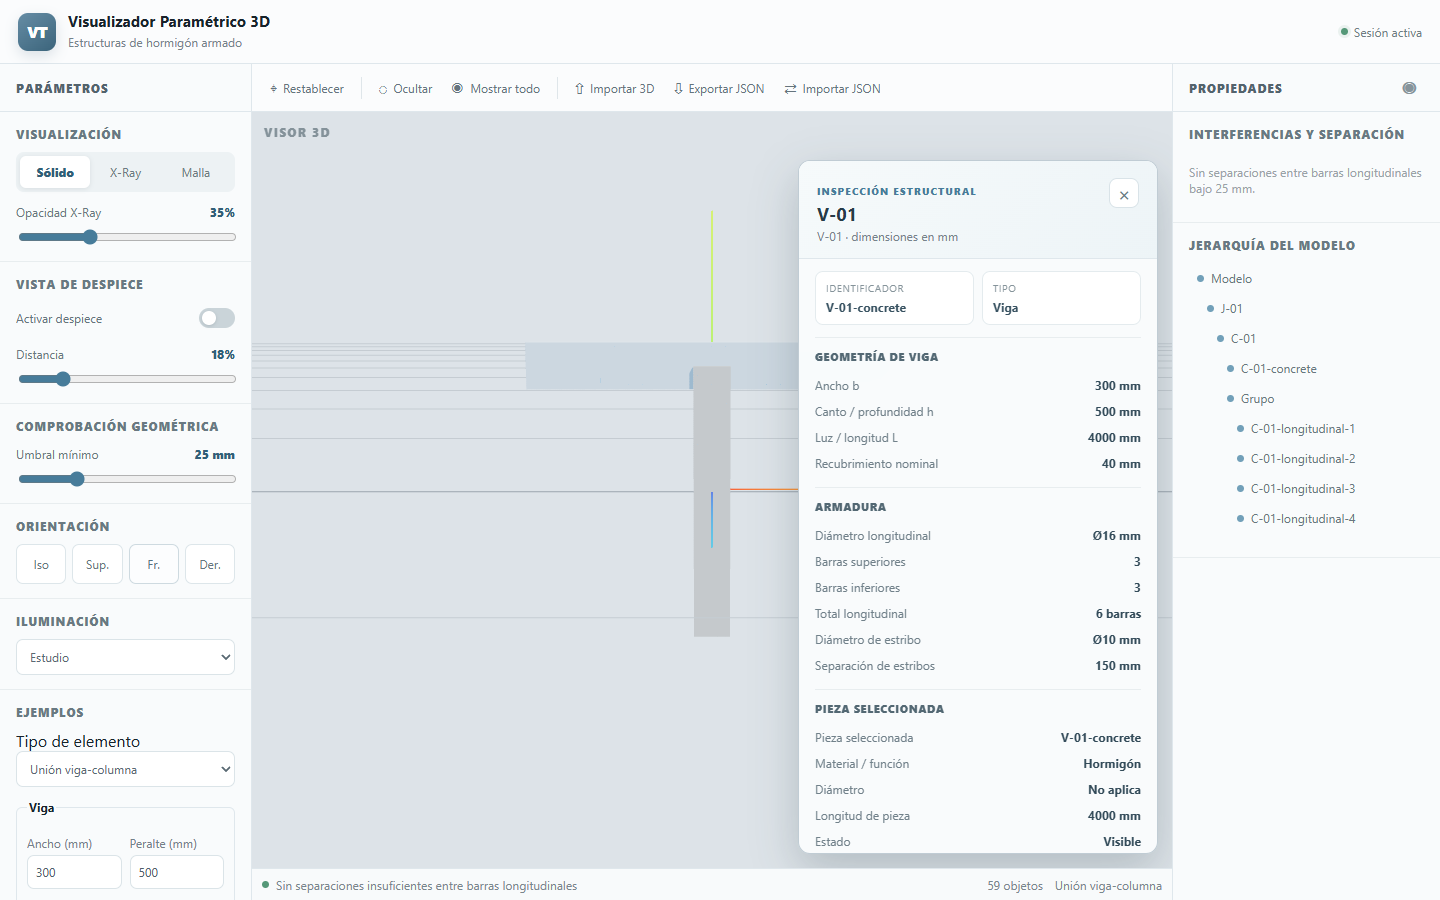 VT
Visualizador Paramétrico 3D
Estructuras de hormigón armado
Sesión activa
PARÁMETROS
Restablecer
Ocultar
Mostrar todo
Importar 3D
Exportar JSON
Importar JSON
PROPIEDADES
VISUALIZACIÓN
Sólido
X-Ray
Malla
Opacidad X-Ray 35%
VISTA DE DESPIECE
Activar despiece
Distancia 18%
COMPROBACIÓN GEOMÉTRICA
Umbral mínimo 25 mm
ORIENTACIÓN
Iso
Sup.
Fr.
Der.
ILUMINACIÓN
Estudio
EJEMPLOS
Tipo de elemento
Unión viga-columna
Viga
Ancho (mm) Peralte (mm)
300 500
VISOR 3D
INSPECCIÓN ESTRUCTURAL
V-01
V-01 · dimensiones en mm
×
IDENTIFICADOR
V-01-concrete
TIPO
Viga
GEOMETRÍA DE VIGA
Ancho b 300 mm
Canto / profundidad h 500 mm
Luz / longitud L 4000 mm
Recubrimiento nominal 40 mm
ARMADURA
Diámetro longitudinal Ø16 mm
Barras superiores 3
Barras inferiores 3
Total longitudinal 6 barras
Diámetro de estribo Ø10 mm
Separación de estribos 150 mm
PIEZA SELECCIONADA
Pieza seleccionada V-01-concrete
Material / función Hormigón
Diámetro No aplica
Longitud de pieza 4000 mm
Estado Visible
Sin separaciones insuficientes entre barras longitudinales
59 objetos
Unión viga-columna
INTERFERENCIAS Y SEPARACIÓN
Sin separaciones entre barras longitudinales
bajo 25 mm.
JERARQUÍA DEL MODELO
Modelo
J-01
C-01
C-01-concrete
Grupo
C-01-longitudinal-1
C-01-longitudinal-2
C-01-longitudinal-3
C-01-longitudinal-4